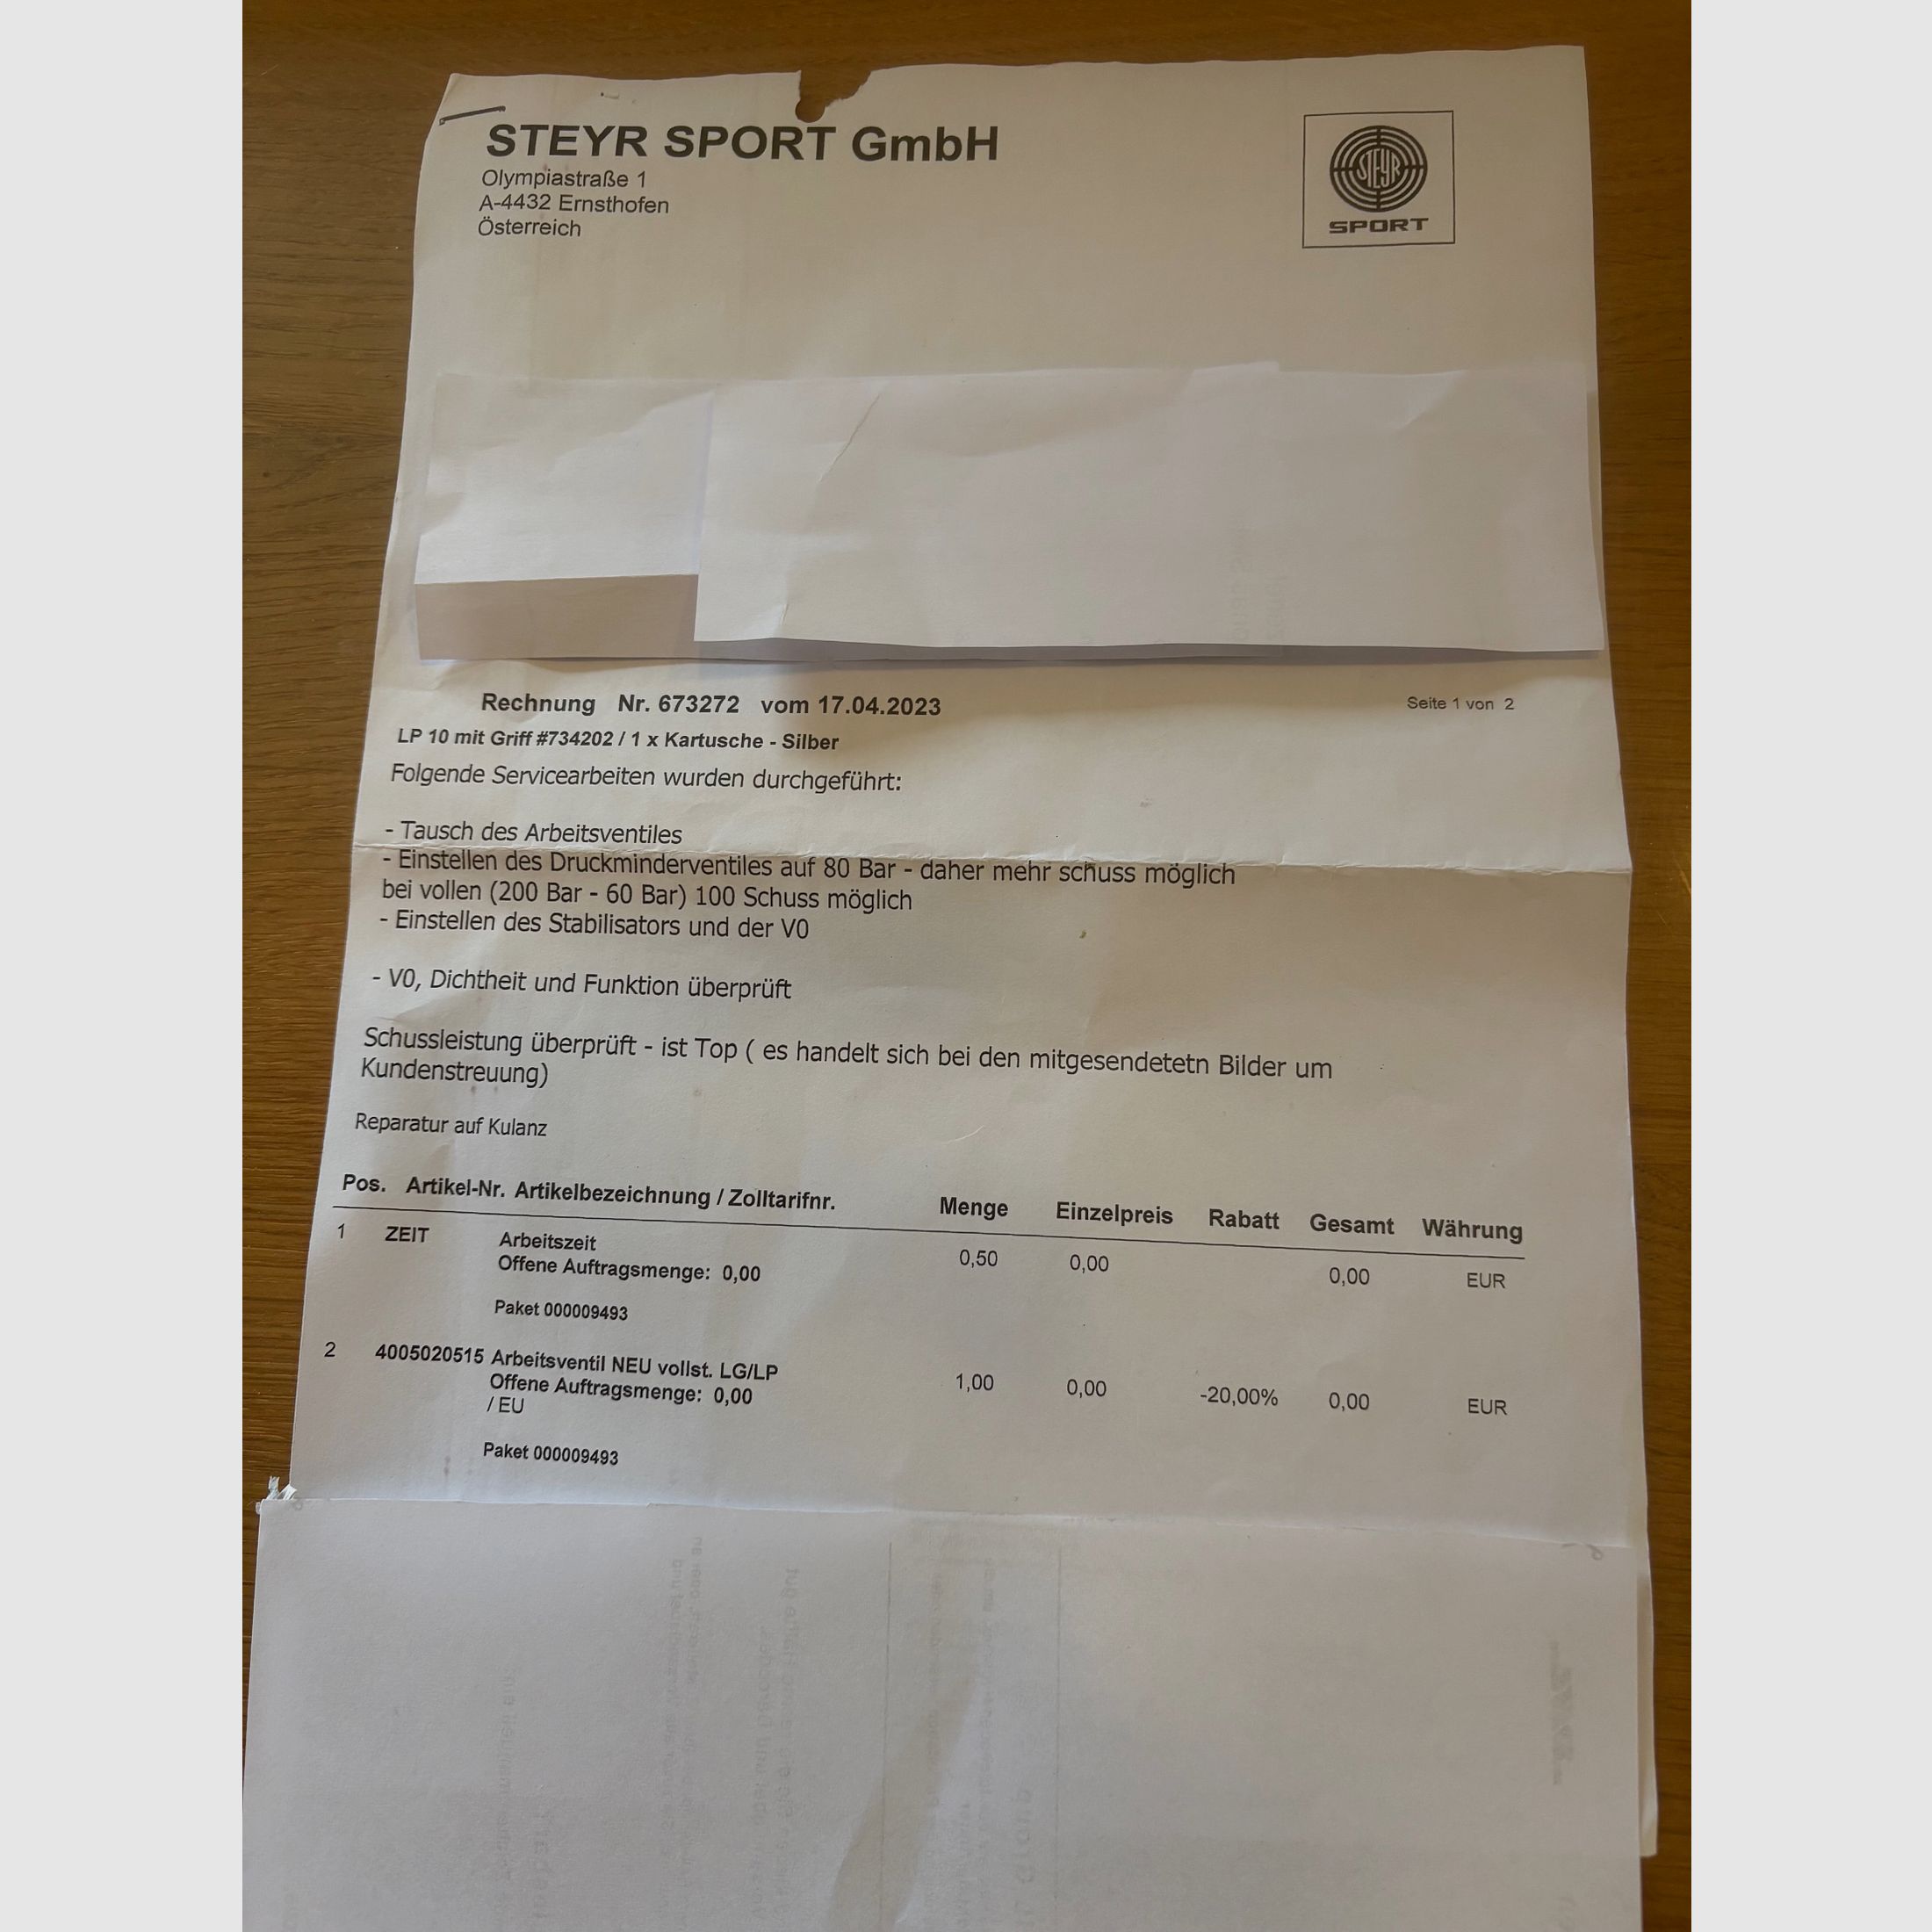 STEYR SPORT GmbH
Olympiastraße 1
A-4432 Ernsthofen
Österreich
STEYR
SPORT
Rechnung Nr. 673272 vom 17.04.2023
Seite 1 von 2
LP 10 mit Griff #734202 / 1 x Kartusche - Silber
Folgende Servicearbeiten wurden durchgeführt:
- Tausch des Arbeitsventiles
- Einstellen des Druckminderventiles auf 80 Bar - daher mehr schuss möglich
bei vollen (200 Bar - 60 Bar) 100 Schuss möglich
- Einstellen des Stabilisators und der V0
- V0, Dichtheit und Funktion überprüft
Schussleistung überprüft - ist Top ( es handelt sich bei den mitgesendetetn Bilder um
Kundenstreuung)
Reparatur auf Kulanz
Pos. Artikel-Nr. Artikelbezeichnung / Zolltarifnr. Menge Einzelpreis Rabatt Gesamt Währung
1 ZEIT Arbeitszeit 0,50 0,00 0,00 EUR
Offene Auftragsmenge: 0,00
Paket 000009493
2 4005020515 Arbeitsventil NEU vollst. LG/LP 1,00 0,00 -20,00% 0,00 EUR
Offene Auftragsmenge: 0,00
/ EU
Paket 000009493